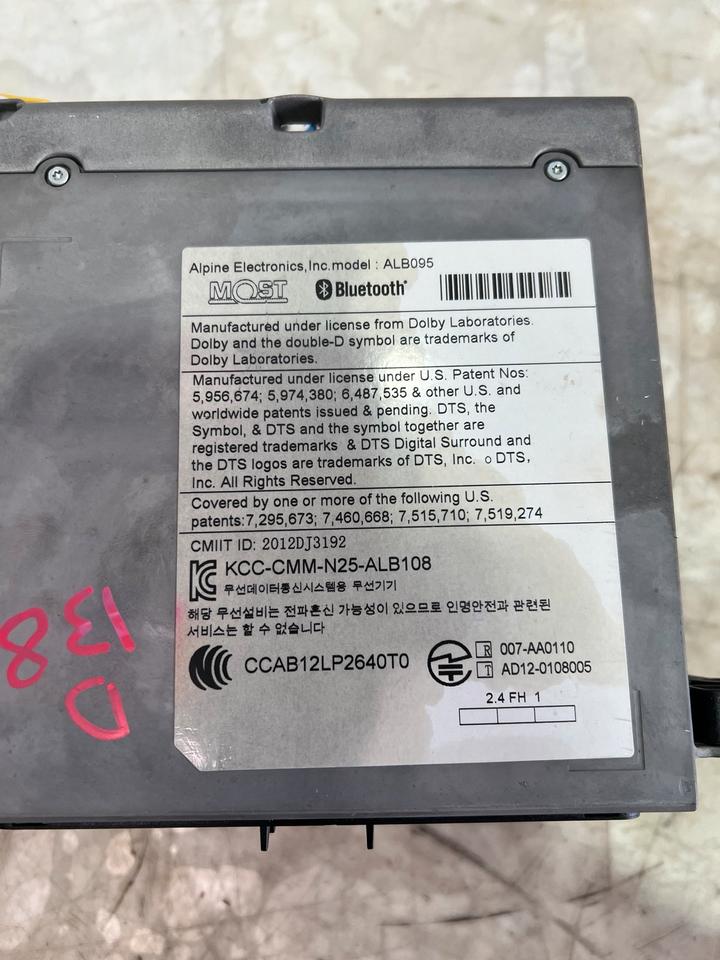 Alpine Electronics,Inc.model : ALB095
MOST Bluetooth
Manufactured under license from Dolby Laboratories.
Dolby and the double-D symbol are trademarks of
Dolby Laboratories.
Manufactured under license under U.S. Patent Nos:
5,956,674; 5,974,380; 6,487,535 & other U.S. and
worldwide patents issued & pending. DTS, the
Symbol, & DTS and the symbol together are
registered trademarks & DTS Digital Surround and
the DTS logos are trademarks of DTS, Inc. o DTS,
Inc. All Rights Reserved.
Covered by one or more of the following U.S.
patents:7,295,673; 7,460,668; 7,515,710; 7,519,274
CMIIT ID: 2012DJ3192
KCC-CMM-N25-ALB108
무선데이터통신시스템용 무선기기
해당 무선설비는 전파혼신 가능성이 있으므로 인명안전과 관련된
서비스는 할 수 없습니다
CCAB12LP2640T0
R 007-AA0110
T AD12-0108005
2.4 FH 1
D 138